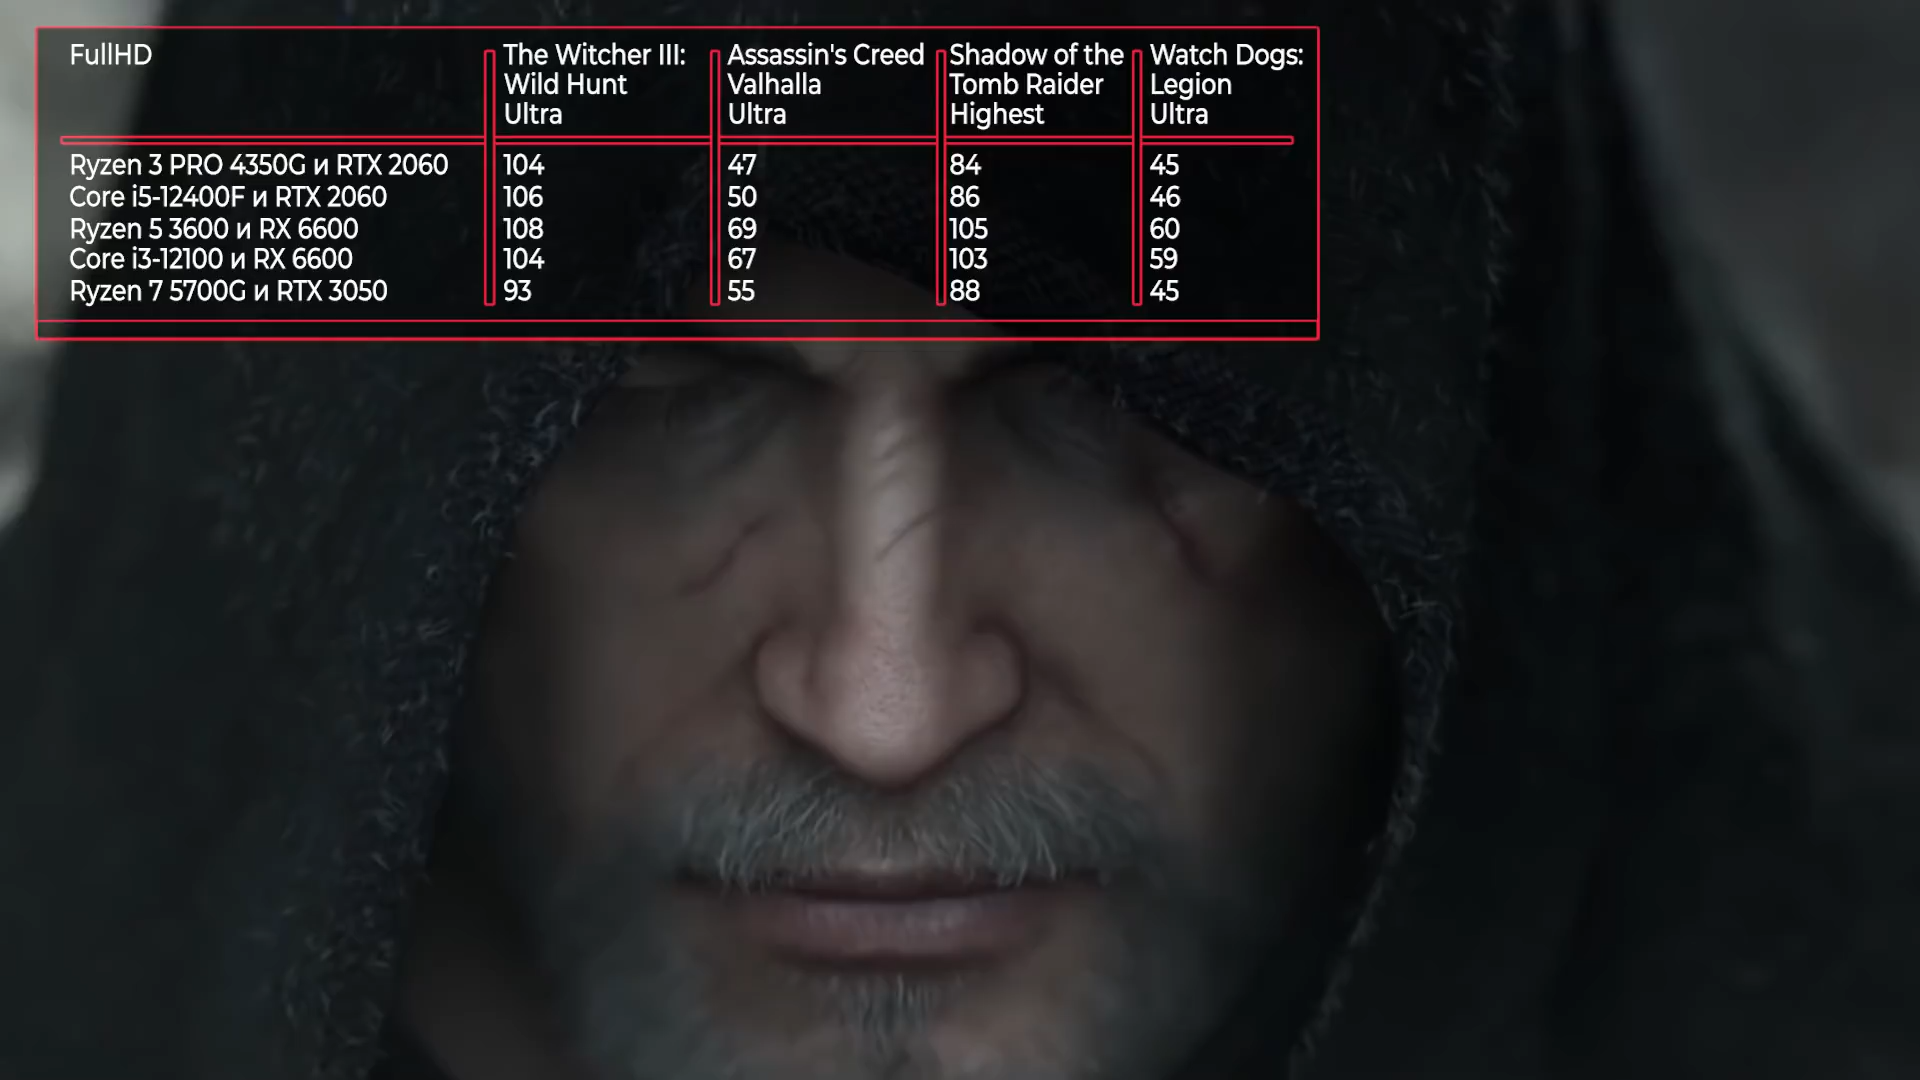 FullHD
The Witcher III:
Wild Hunt
Ultra
Assassin's Creed
Valhalla
Ultra
Shadow of the
Tomb Raider
Highest
Watch Dogs:
Legion
Ultra
Ryzen 3 PRO 4350G и RTX 2060 104 47 84 45
Core i5-12400F и RTX 2060 106 50 86 46
Ryzen 5 3600 и RX 6600 108 69 105 60
Core i3-12100 и RX 6600 104 67 103 59
Ryzen 7 5700G и RTX 3050 93 55 88 45